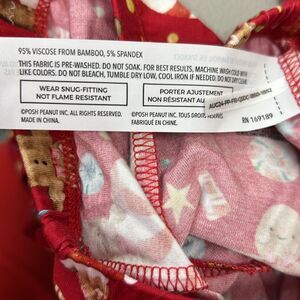 95% VISCOSE FROM BAMBOO, 5% SPANDEX
THIS FABRIC IS PRE-WASHED. DO NOT SOAK. FOR BEST RESULTS, MACHINE WASH COLD WITH
LIKE COLORS. DO NOT BLEACH, TUMBLE DRY LOW, COOL IRON IF NEEDED. DO NOT DRY CLEAN
WEAR SNUG-FITTING
NOT FLAME RESISTANT
PORTER AJUSTEMENT
NON RÉSISTANT AU
©POSH PEANUT INC. ALL RIGHTS RESERVED.
MADE IN CHINA.
©POSH PEANUT INC. TOUS DROITS
FABRIQUÉ EN CHINE.
RN 169189